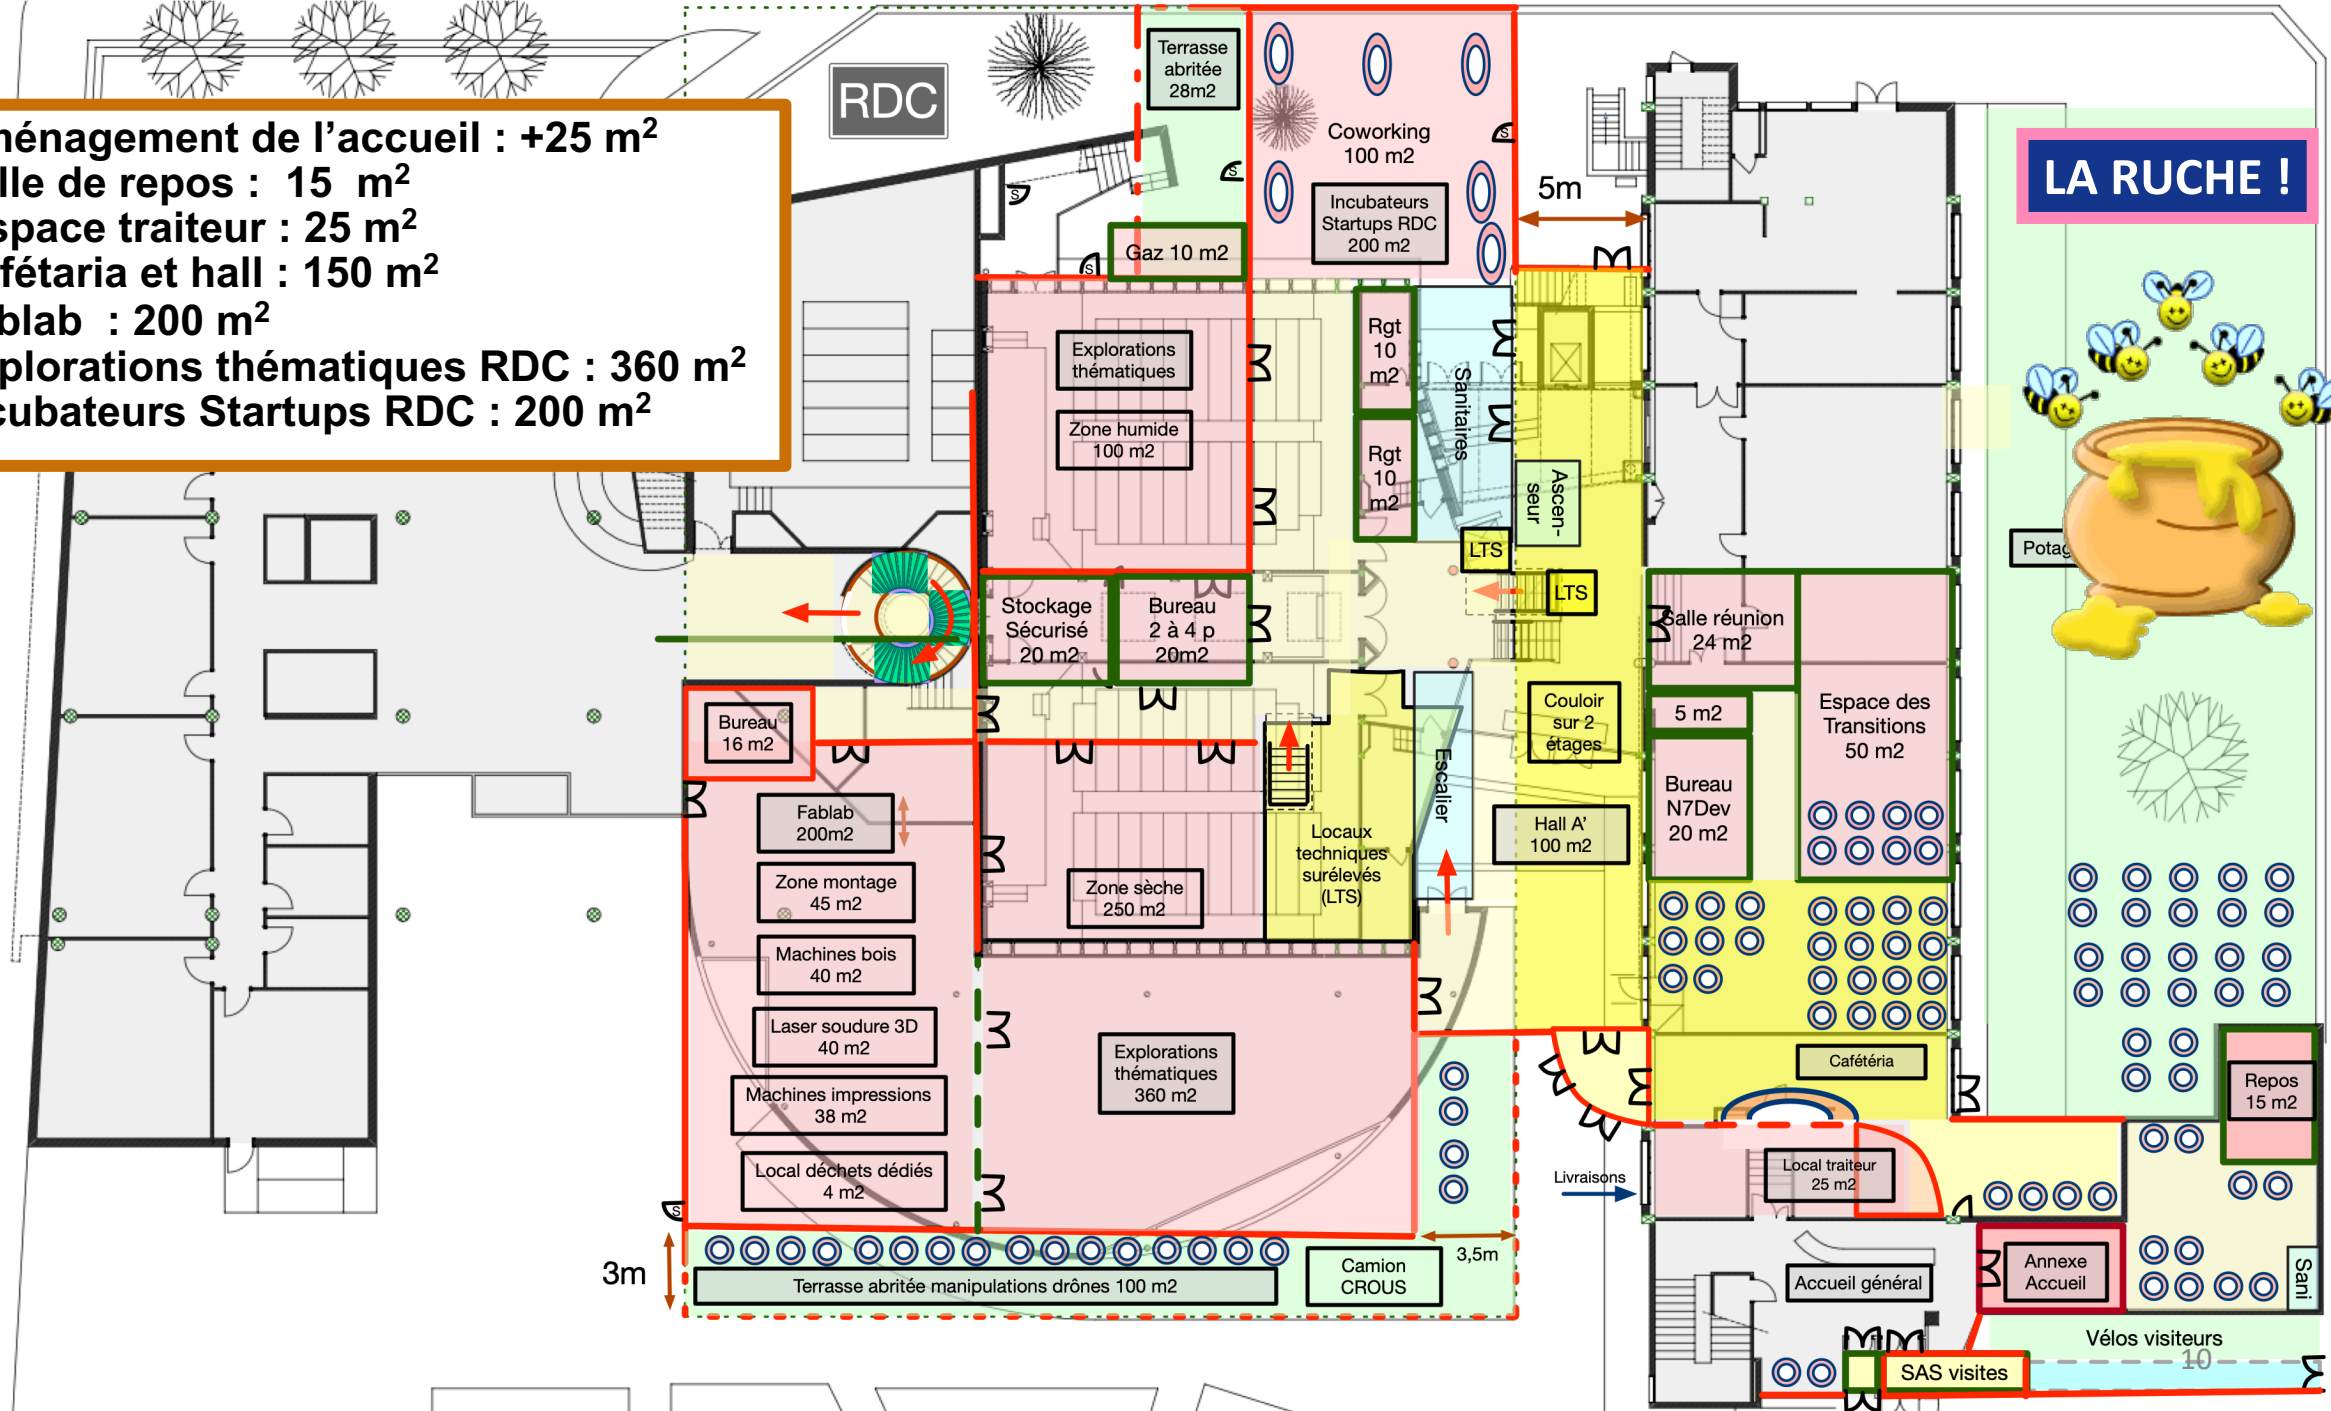 RDC
ménagement de l’accueil : +25 m²
lle de repos : 15 m²
space traiteur : 25 m²
fétaria et hall : 150 m²
blab : 200 m²
plorations thématiques RDC : 360 m²
cubateurs Startups RDC : 200 m²
LA RUCHE !
Terrasse
abritée
28m2
Coworking
100 m2
Incubateurs
Startups RDC
200 m2
5m
S
S
S
S
Gaz 10 m2
Explorations
thématiques
Zone humide
100 m2
Rgt
10
m2
Rgt
10
m2
Sanitaires
Ascen-
seur
LTS
LTS
Potag
Stockage
Sécurisé
20 m2
Bureau
2 à 4 p
20m2
Salle réunion
24 m2
5 m2
Bureau
N7Dev
20 m2
Espace des
Transitions
50 m2
Couloir
sur 2
étages
Hall A’
100 m2
Escalier
Locaux
techniques
surélevés
(LTS)
Bureau
16 m2
Fablab
200m2
Zone montage
45 m2
Machines bois
40 m2
Laser soudure 3D
40 m2
Machines impressions
38 m2
Local déchets dédiés
4 m2
S
Zone sèche
250 m2
Explorations
thématiques
360 m2
Cafétéria
Repos
15 m2
Local traiteur
25 m2
Livraisons
3,5m
3m
Terrasse abritée manipulations drônes 100 m2
Camion
CROUS
Accueil général
Annexe
Accueil
Sani
Vélos visiteurs
10
SAS visites